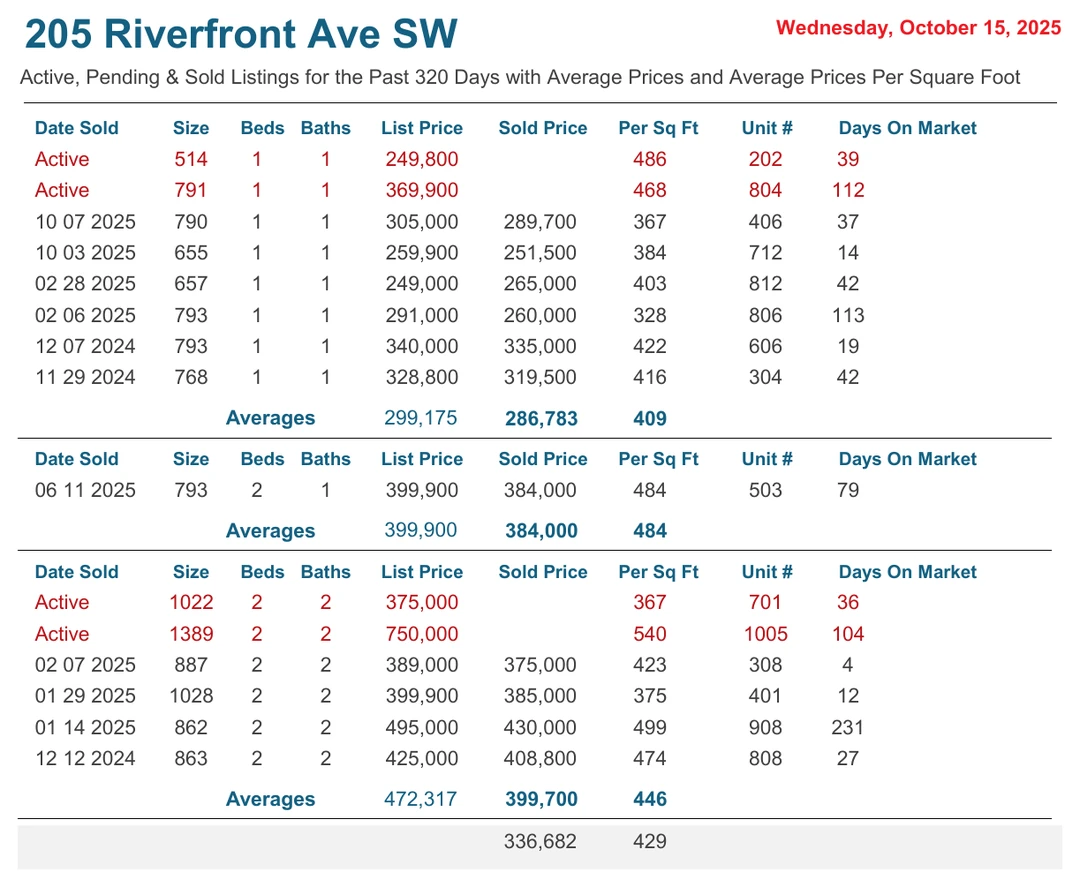 205 Riverfront Ave SW
Wednesday, October 15, 2025
Active, Pending & Sold Listings for the Past 320 Days with Average Prices and Average Prices Per Square Foot
Date Sold Size Beds Baths List Price Sold Price Per Sq Ft Unit # Days On Market
Active 514 1 1 249,800 486 202 39
Active 791 1 1 369,900 468 804 112
10 07 2025 790 1 1 305,000 289,700 367 406 37
10 03 2025 655 1 1 259,900 251,500 384 712 14
02 28 2025 657 1 1 249,000 265,000 403 812 42
02 06 2025 793 1 1 291,000 260,000 328 806 113
12 07 2024 793 1 1 340,000 335,000 422 606 19
11 29 2024 768 1 1 328,800 319,500 416 304 42
Averages 299,175 286,783 409
Date Sold Size Beds Baths List Price Sold Price Per Sq Ft Unit # Days On Market
06 11 2025 793 2 1 399,900 384,000 484 503 79
Averages 399,900 384,000 484
Date Sold Size Beds Baths List Price Sold Price Per Sq Ft Unit # Days On Market
Active 1022 2 2 375,000 367 701 36
Active 1389 2 2 750,000 540 1005 104
02 07 2025 887 2 2 389,000 375,000 423 308 4
01 29 2025 1028 2 2 399,900 385,000 375 401 12
01 14 2025 862 2 2 495,000 430,000 499 908 231
12 12 2024 863 2 2 425,000 408,800 474 808 27
Averages 472,317 399,700 446
336,682 429